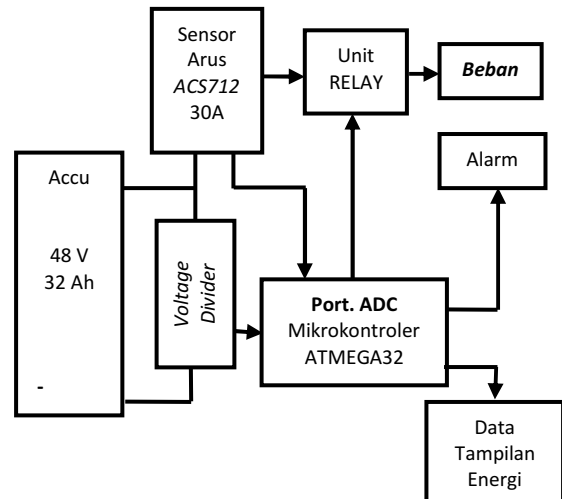 Sensor
Arus
ACS712
30A
Unit
RELAY
Beban
Accu
48 V
32 Ah
-
Voltage
Divider
Alarm
Port. ADC
Mikrokontroler
ATMEGA32
Data
Tampilan
Energi